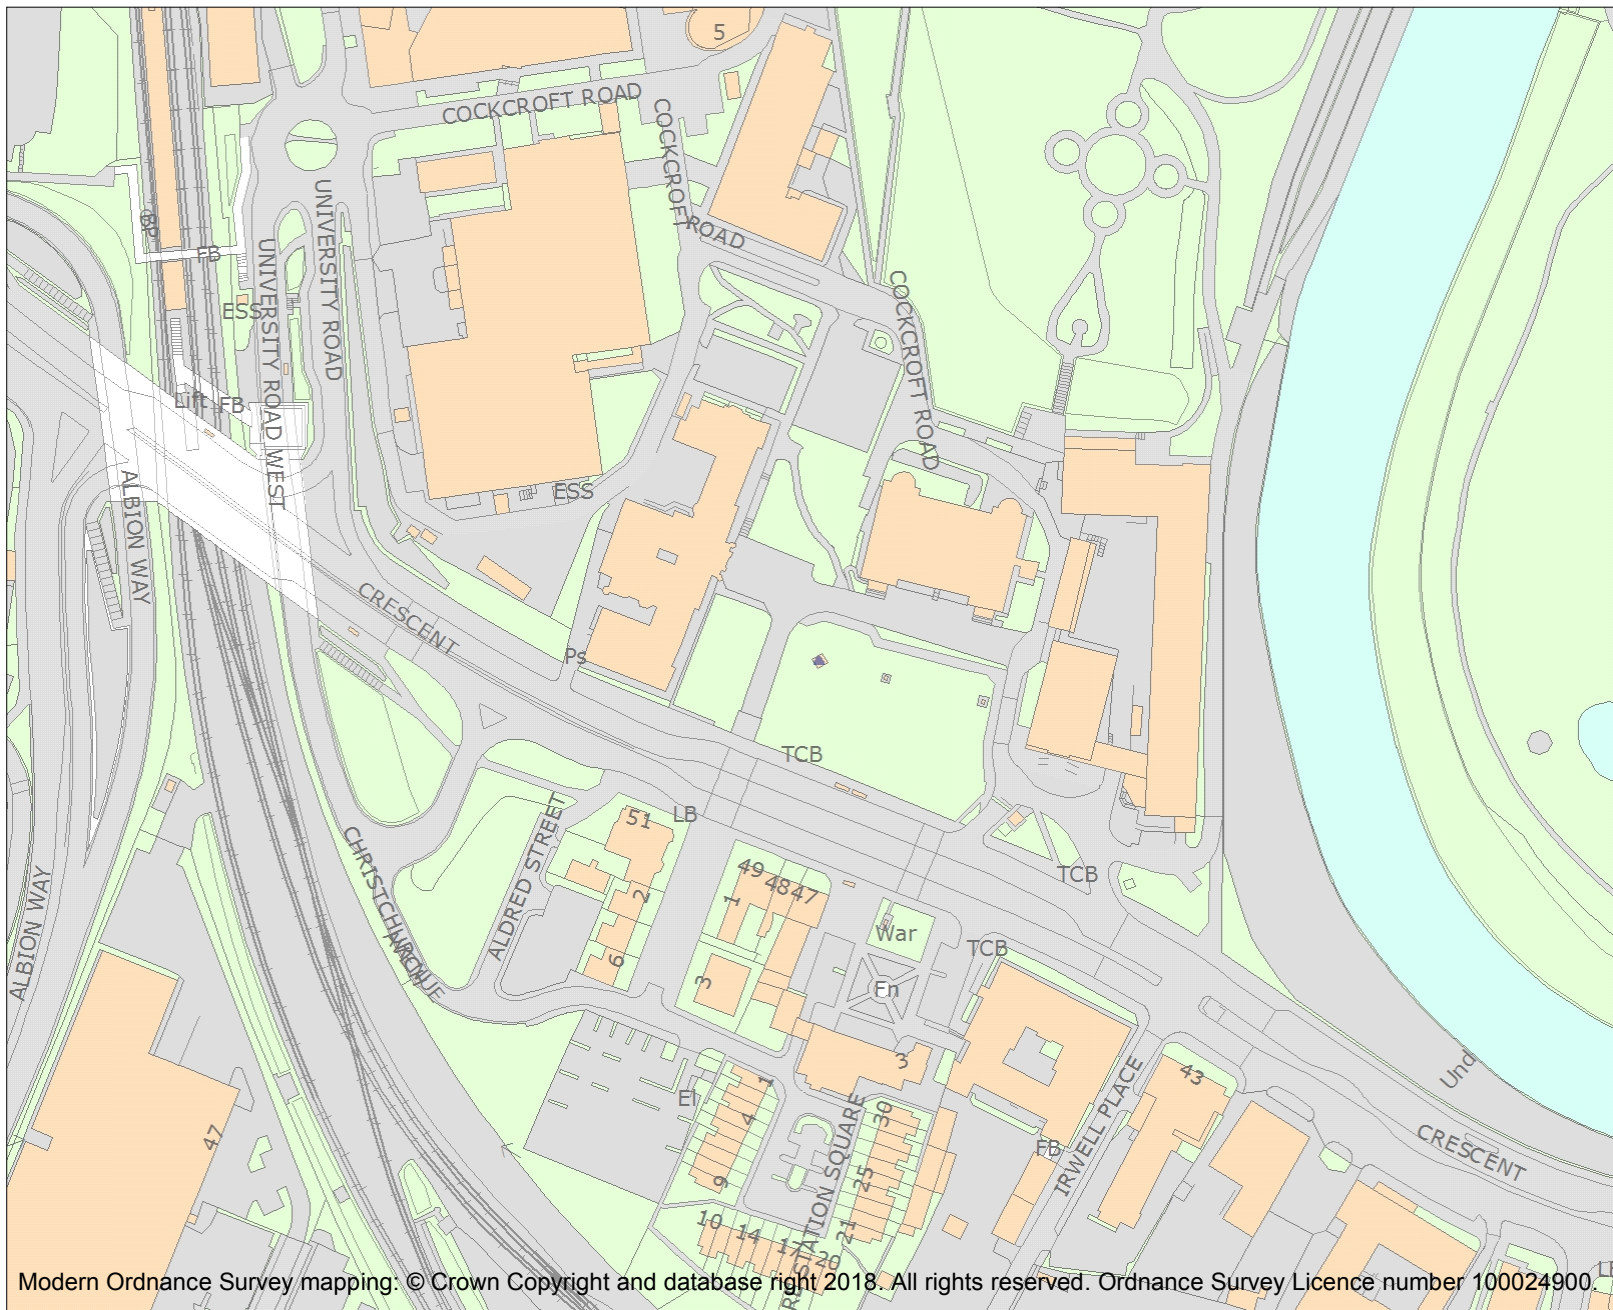 5
COCKCROFT ROAD
COCKCROFT ROAD
UNIVERSITY ROAD
UNIVERSITY ROAD WEST
FB
ESS
COCKCROFT ROAD
Lift
FB
ALBION WAY
ESS
CRESCENT
Ps
TCB
LB
51
ALDRED STREET
CHRISTCHURCH AVENUE
ALBION WAY
2
6
49
48
47
1
3
War
Fn
TCB
TCB
3
El
1
4
9
10
14
17
20
21
25
30
IRWELL PLACE
FB
43
Und
CRESCENT
47
Modern Ordnance Survey mapping: © Crown Copyright and database right 2018. All rights reserved. Ordnance Survey Licence number 100024900.